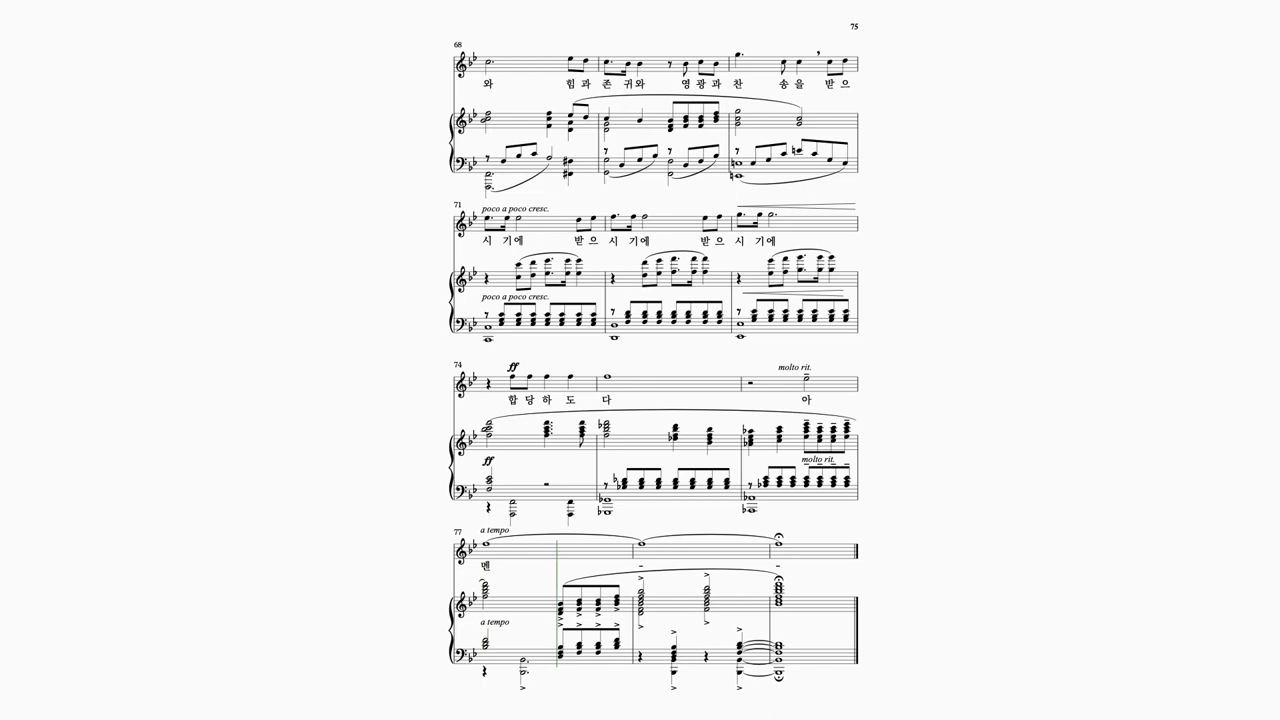 75
68
와 힘과 존 귀와 영광과 찬 송을 받으
71
poco a poco cresc.
시 기에 받으 시 기에 받으 시 기에
poco a poco cresc.
74
ff
molto rit.
합 당 하 도 다 아
ff
molto rit.
77
a tempo
멘 - -
a tempo